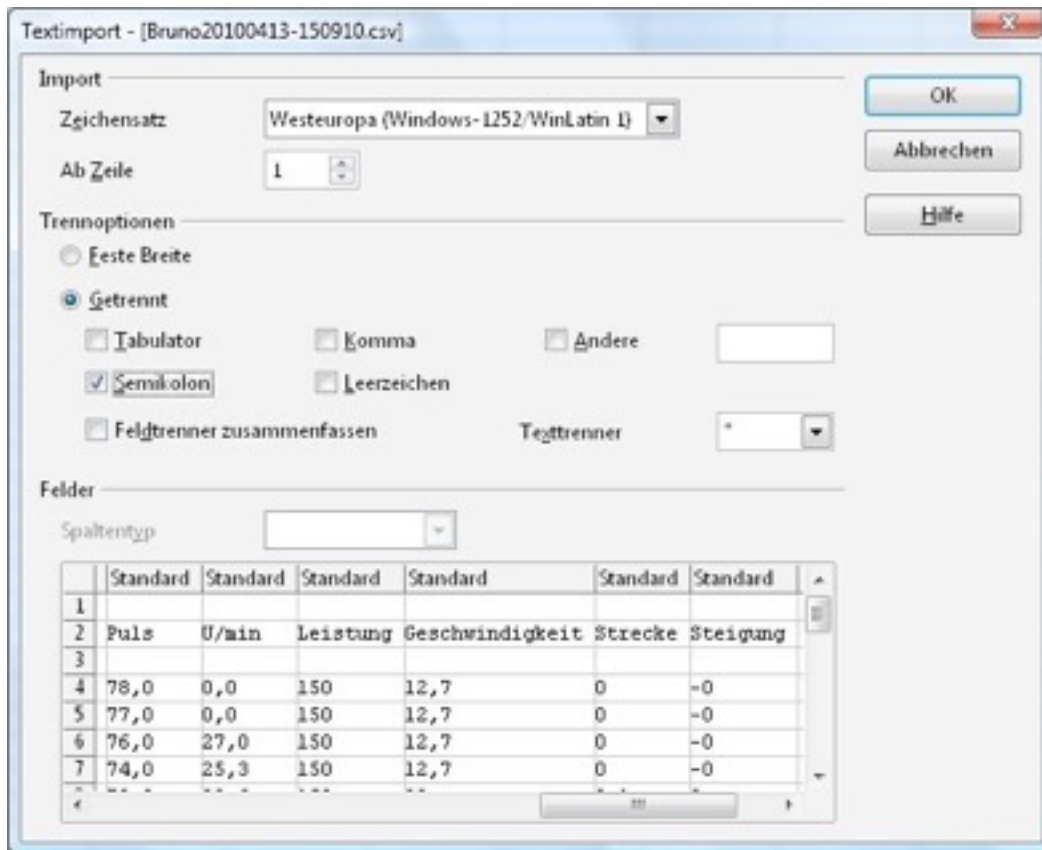 Textimport - [Bruno20100413-150910.csv]
Import
OK
Zeichensatz Westeuropa (Windows-1252/WinLatin 1)
Abbrechen
Ab Zeile 1
Trennoptionen
Hilfe
Feste Breite
Getrennt
Tabulator Komma Andere
Semikolon Leerzeichen
Feldtrenner zusammenfassen Texttrenner "
Felder
Spaltentyp
Standard Standard Standard Standard Standard Standard
1
2 Puls U/min Leistung Geschwindigkeit Strecke Steigung
3
4 78,0 0,0 150 12,7 0 -0
5 77,0 0,0 150 12,7 0 -0
6 76,0 27,0 150 12,7 0 -0
7 74,0 25,3 150 12,7 0 -0